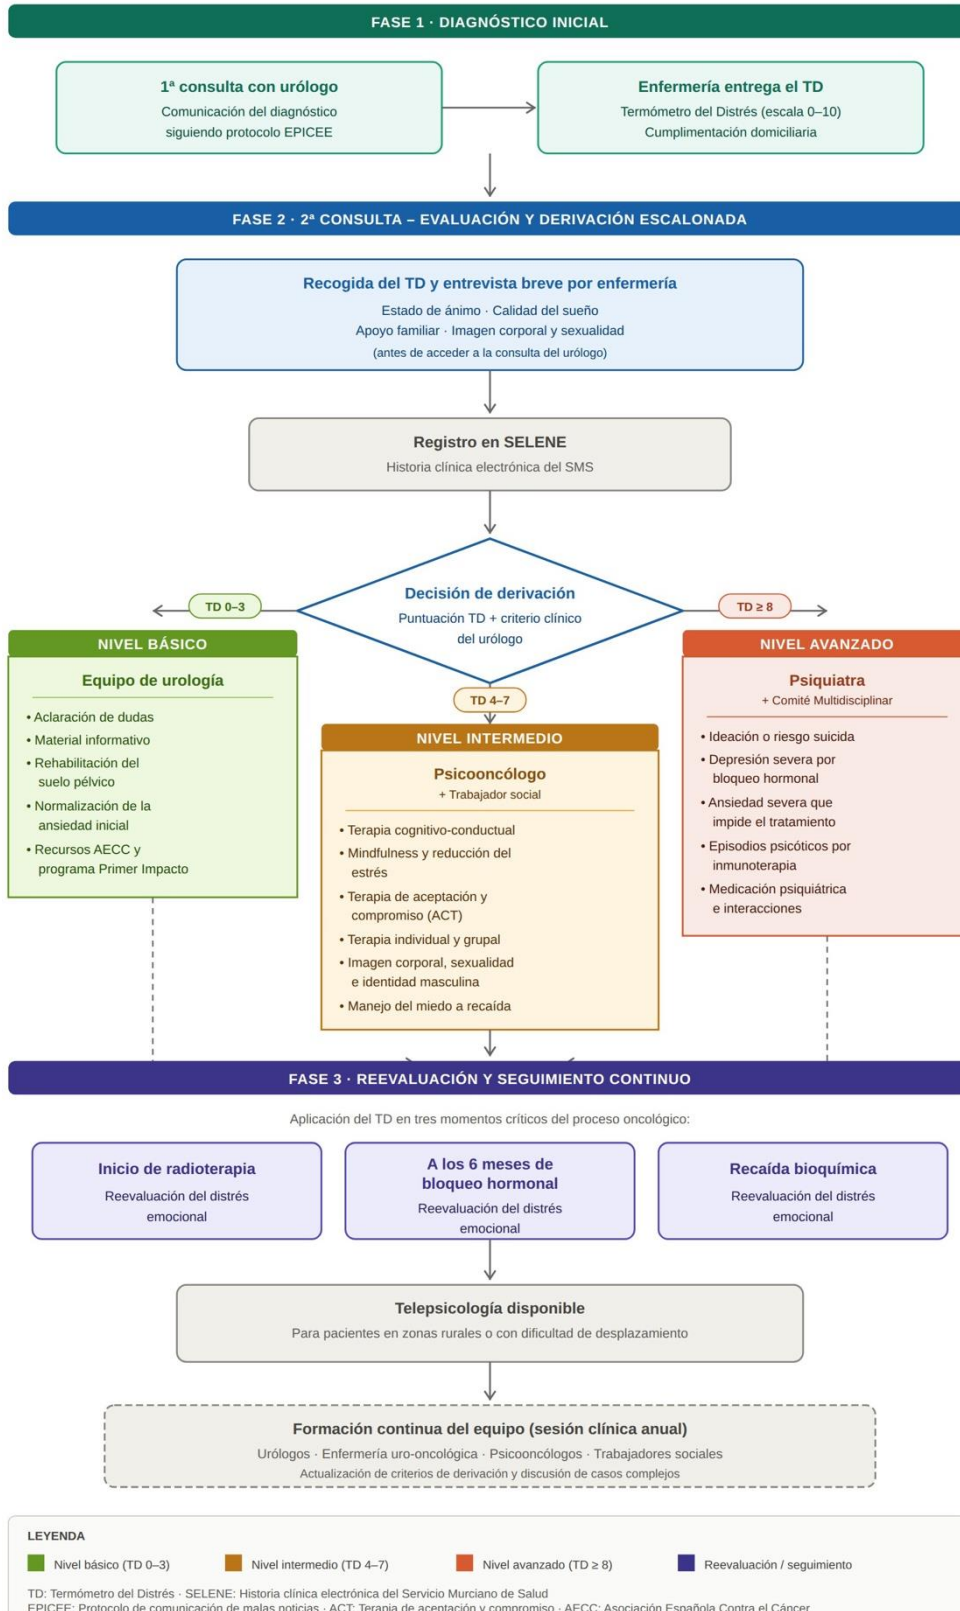 FASE 1 · DIAGNÓSTICO INICIAL
1ª consulta con urólogo
Comunicación del diagnóstico
siguiendo protocolo EPICEE
Enfermería entrega el TD
Termómetro del Distrés (escala 0–10)
Cumplimentación domiciliaria
FASE 2 · 2ª CONSULTA – EVALUACIÓN Y DERIVACIÓN ESCALONADA
Recogida del TD y entrevista breve por enfermería
Estado de ánimo · Calidad del sueño
Apoyo familiar · Imagen corporal y sexualidad
(antes de acceder a la consulta del urólogo)
Registro en SELENE
Historia clínica electrónica del SMS
Decisión de derivación
Puntuación TD + criterio clínico
del urólogo
TD 0–3
NIVEL BÁSICO
Equipo de urología
• Aclaración de dudas
• Material informativo
• Rehabilitación del
suelo pélvico
• Normalización de la
ansiedad inicial
• Recursos AECC y
programa Primer Impacto
TD 4–7
NIVEL INTERMEDIO
Psicooncólogo
+ Trabajador social
• Terapia cognitivo-conductual
• Mindfulness y reducción del
estrés
• Terapia de aceptación y
compromiso (ACT)
• Terapia individual y grupal
• Imagen corporal, sexualidad
e identidad masculina
• Manejo del miedo a recaída
TD ≥ 8
NIVEL AVANZADO
Psiquiatra
+ Comité Multidisciplinar
• Ideación o riesgo suicida
• Depresión severa por
bloqueo hormonal
• Ansiedad severa que
impide el tratamiento
• Episodios psicóticos por
inmunoterapia
• Medicación psiquiátrica
e interacciones
FASE 3 · REEVALUACIÓN Y SEGUIMIENTO CONTINUO
Aplicación del TD en tres momentos críticos del proceso oncológico:
Inicio de radioterapia
Reevaluación del distrés
emocional
A los 6 meses de
bloqueo hormonal
Reevaluación del distrés
emocional
Recaída bioquímica
Reevaluación del distrés
emocional
Telepsicología disponible
Para pacientes en zonas rurales o con dificultad de desplazamiento
Formación continua del equipo (sesión clínica anual)
Urólogos · Enfermería uro-oncológica · Psicooncólogos · Trabajadores sociales
Actualización de criterios de derivación y discusión de casos complejos
LEYENDA
Nivel básico (TD 0–3)
Nivel intermedio (TD 4–7)
Nivel avanzado (TD ≥ 8)
Reevaluación / seguimiento
TD: Termómetro del Distrés · SELENE: Historia clínica electrónica del Servicio Murciano de Salud
EPICEE: Protocolo de comunicación de malas noticias · ACT: Terapia de aceptación y compromiso · AECC: Asociación Española Contra el Cáncer